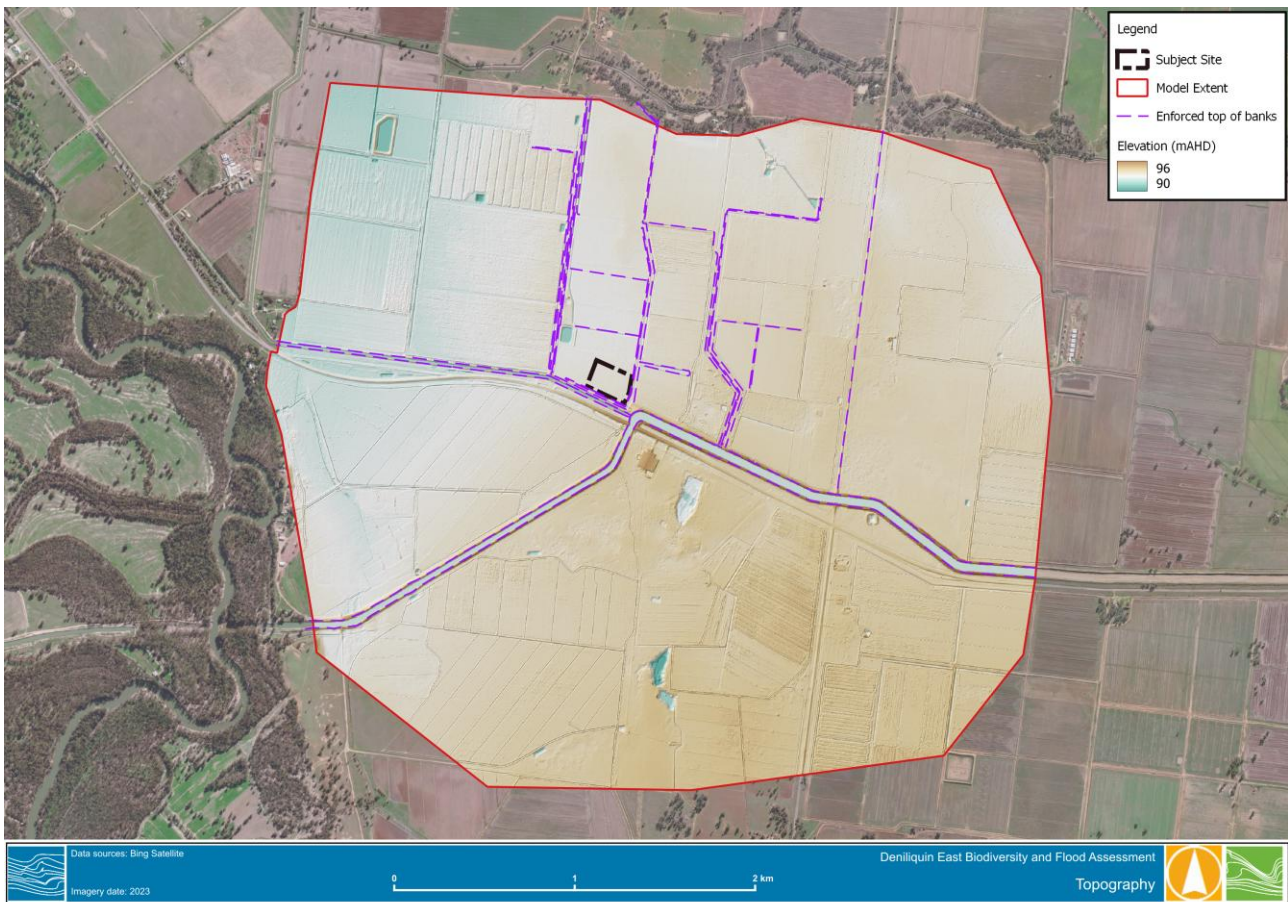 Legend
Subject Site
Model Extent
Enforced top of banks
Elevation (mAHD)
96
90
Data sources: Bing Satellite
Imagery date: 2023
0 1 2 km
Deniliquin East Biodiversity and Flood Assessment
Topography